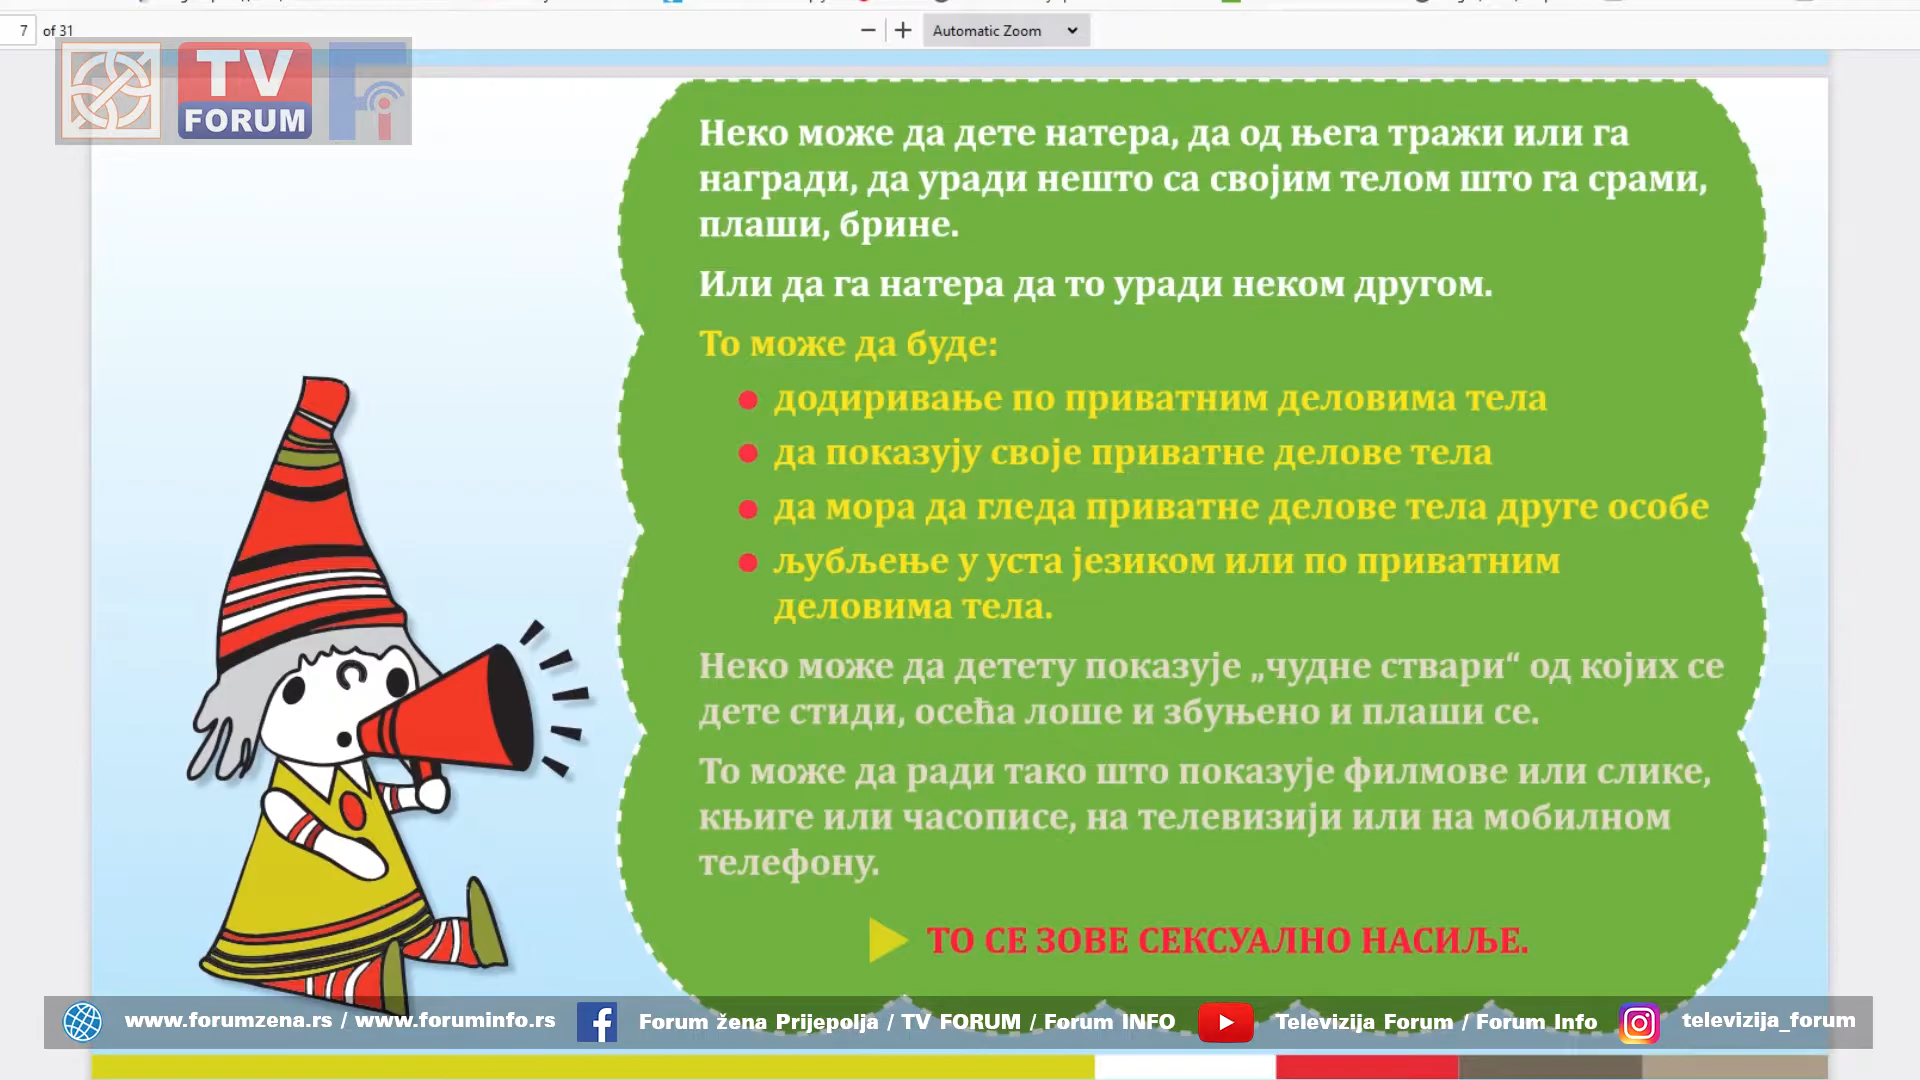 7 of 31
Automatic Zoom
TV
FORUM
Fi
Неко може да дете натера, да од њега тражи или га
награди, да уради нешто са својим телом што га срами,
плаши, брине.
Или да га натера да то уради неком другом.
То може да буде:
додиривање по приватним деловима тела
да показују своје приватне делове тела
да мора да гледа приватне делове тела друге особе
љубљење у уста језиком или по приватним
деловима тела.
Неко може да детету показује „чудне ствари“ од којих се
дете стиди, осећа лоше и збуњено и плаши се.
То може да ради тако што показује филмове или слике,
књиге или часописе, на телевизији или на мобилном
телефону.
ТО СЕ ЗОВЕ СЕКСУАЛНО НАСИЉЕ.
www.forumzena.rs / www.foruminfo.rs
Forum žena Prijepolja / TV FORUM / Forum INFO
Televizija Forum / Forum Info
televizija_forum